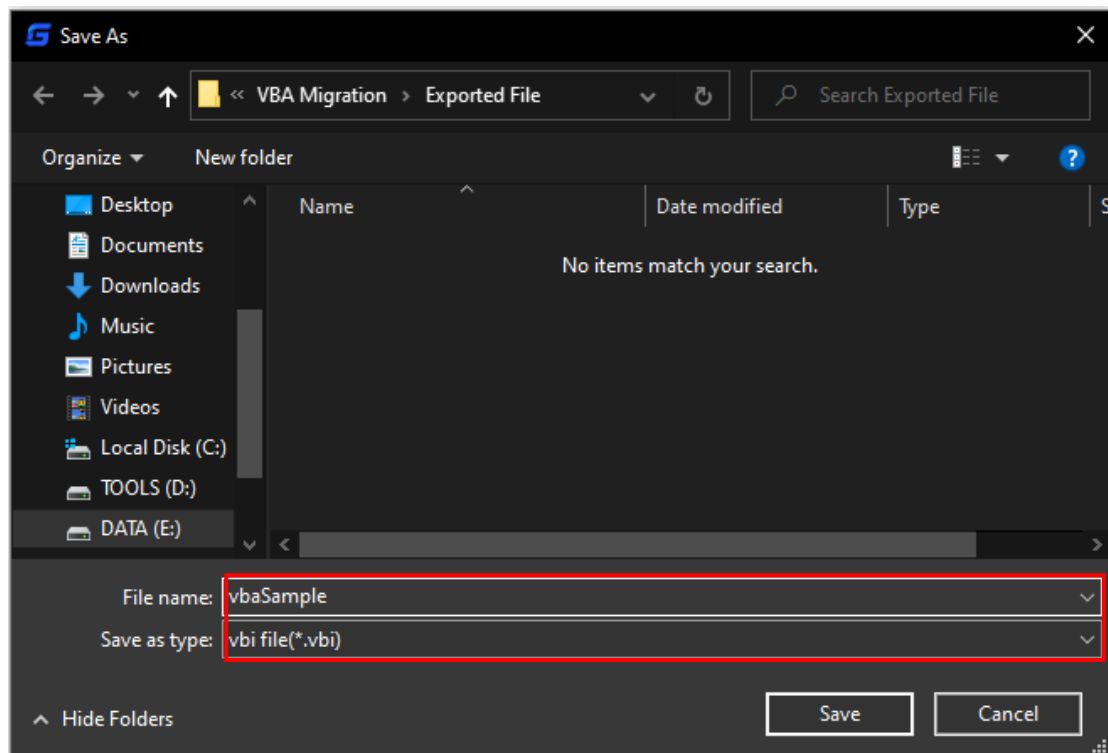 Save As
« VBA Migration > Exported File
Search Exported File
Organize
New folder
?
Desktop
Documents
Downloads
Music
Pictures
Videos
Local Disk (C:)
TOOLS (D:)
DATA (E:)
Name
Date modified
Type
S
No items match your search.
File name: vbaSample
Save as type: vbi file(*.vbi)
Hide Folders
Save
Cancel